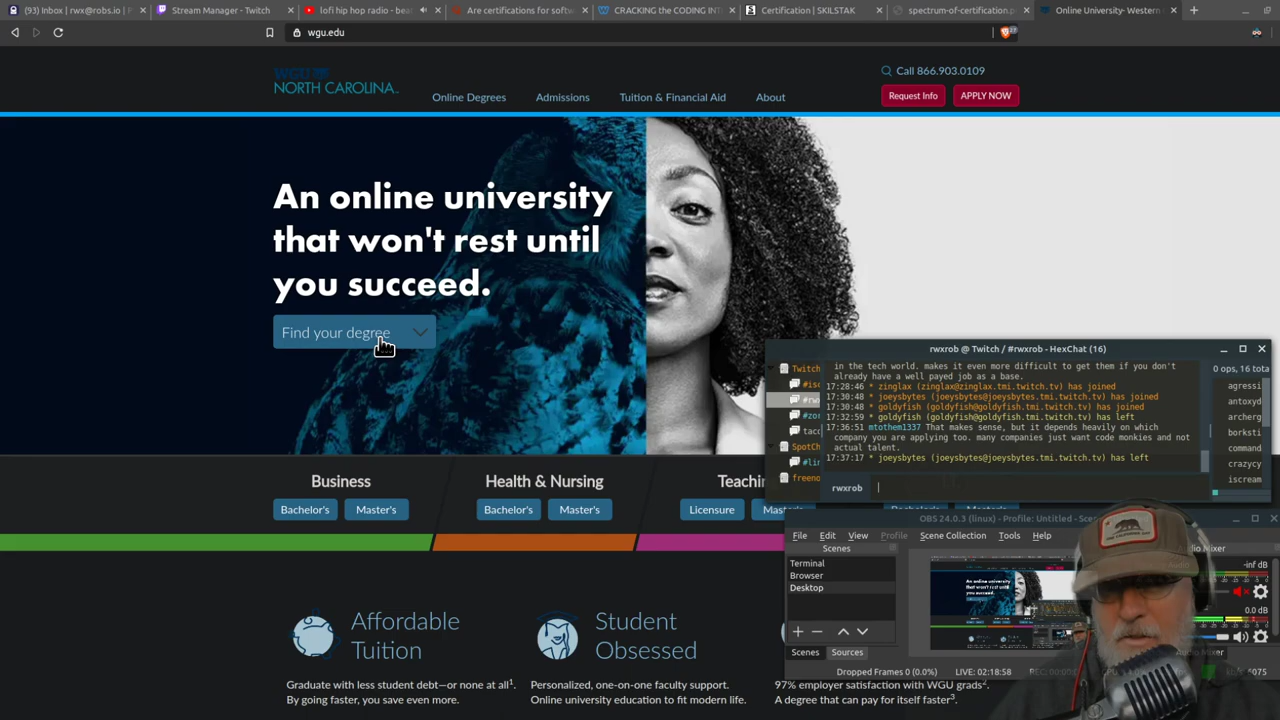 (93) Inbox | rwx@robs.io | P
Stream Manager - Twitch
lofi hip hop radio - bea
Are certifications for softw
CRACKING the CODING INT
Certification | SKILSTAK
spectrum-of-certification.p
Online University- Western
wgu.edu
27
WGU
NORTH CAROLINA
Online Degrees
Admissions
Tuition & Financial Aid
About
Call 866.903.0109
Request Info
APPLY NOW
An online university
that won't rest until
you succeed.
Find your degree
Business
Bachelor's
Master's
Health & Nursing
Bachelor's
Master's
Teachin
Licensure
Master
Affordable
Tuition
Graduate with less student debt—or none at all1.
By going faster, you save even more.
Student
Obsessed
Personalized, one-on-one faculty support.
Online university education to fit modern life.
97% employer satisfaction with WGU grads2.
A degree that can pay for itself faster3.
rwxrob @ Twitch / #rwxrob - HexChat (16)
Twitch
#isc
#rw
#zor
tacc
SpotCh
#lin
freeno
in the tech world. makes it even more difficult to get them if you don't
already have a well payed job as a base.
17:28:46 * zinglax (zinglax@zinglax.tmi.twitch.tv) has joined
17:30:48 * joeysbytes (joeysbytes@joeysbytes.tmi.twitch.tv) has joined
17:30:48 * goldyfish (goldyfish@goldyfish.tmi.twitch.tv) has joined
17:32:59 * goldyfish (goldyfish@goldyfish.tmi.twitch.tv) has left
17:36:51 mtothem1337 That makes sense, but it depends heavily on which
company you are applying too. many companies just want code monkies and not
actual talent.
17:37:17 * joeysbytes (joeysbytes@joeysbytes.tmi.twitch.tv) has left
rwxrob
0 ops, 16 tota
agressi
antoxyd
archerg
borksti
command
crazycy
iscream
OBS 24.0.3 (linux) - Profile: Untitled - Sce
File
Edit
View
Profile
Scene Collection
Tools
Help
Scenes
Terminal
Browser
Desktop
Scenes
Sources
Audio Mixer
-inf dB
0.0 dB
Audio Mixer
Dropped Frames 0 (0.0%)
LIVE: 02:18:58